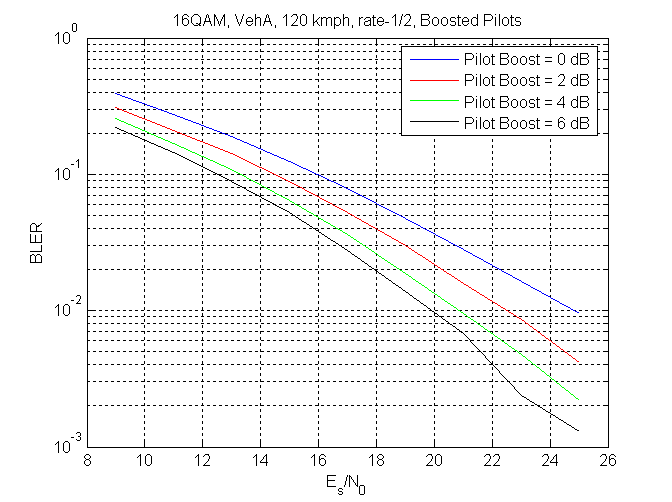 16QAM, VehA, 120 kmph, rate-1/2, Boosted Pilots
10^0
10^-1
10^-2
10^-3
BLER
Pilot Boost = 0 dB
Pilot Boost = 2 dB
Pilot Boost = 4 dB
Pilot Boost = 6 dB
8 10 12 14 16 18 20 22 24 26
E_s/N_0